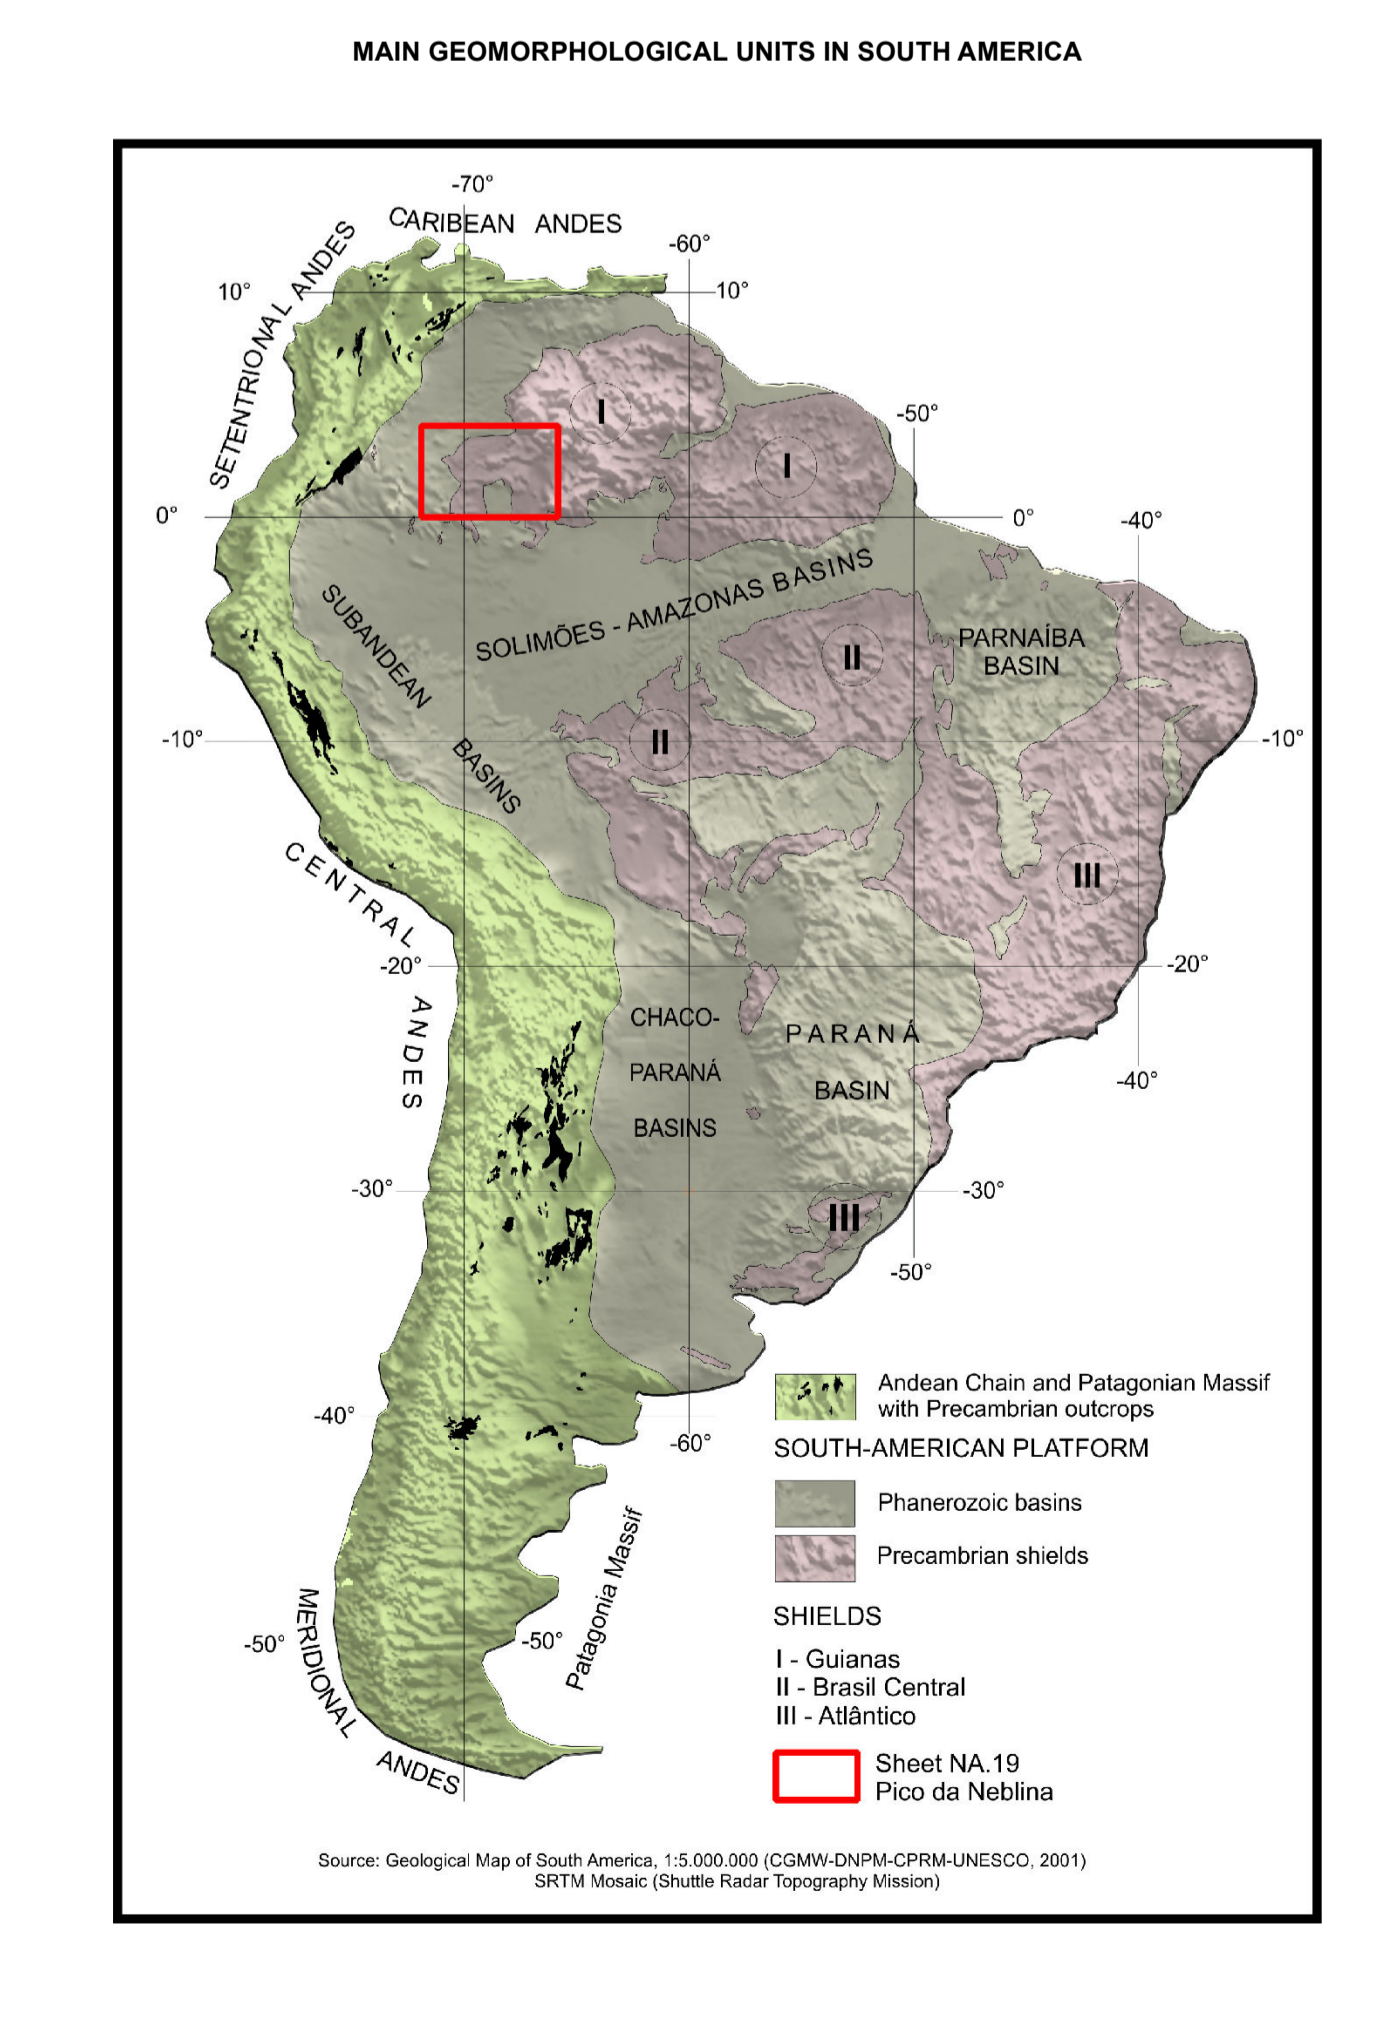 MAIN GEOMORPHOLOGICAL UNITS IN SOUTH AMERICA
-70°
CARIBEAN ANDES
-60°
SETENTRIONAL ANDES
10°
-10°
I
-50°
I
0°
0°
-40°
SOLIMÕES - AMAZONAS BASINS
SUBANDEAN
BASINS
PARNAÍBA
BASIN
II
II
-10°
-10°
CENTRAL
ANDES
III
-20°
-20°
CHACO-
PARANÁ
BASINS
PARANÁ
BASIN
-40°
-30°
-30°
III
-50°
-40°
-60°
Andean Chain and Patagonian Massif
with Precambrian outcrops
SOUTH-AMERICAN PLATFORM
Phanerozoic basins
Precambrian shields
SHIELDS
I - Guianas
II - Brasil Central
III - Atlântico
Patagonia Massif
-50°
-50°
MERIDIONAL
ANDES
Sheet NA.19
Pico da Neblina
Source: Geological Map of South America, 1:5.000.000 (CGMW-DNPM-CPRM-UNESCO, 2001)
SRTM Mosaic (Shuttle Radar Topography Mission)